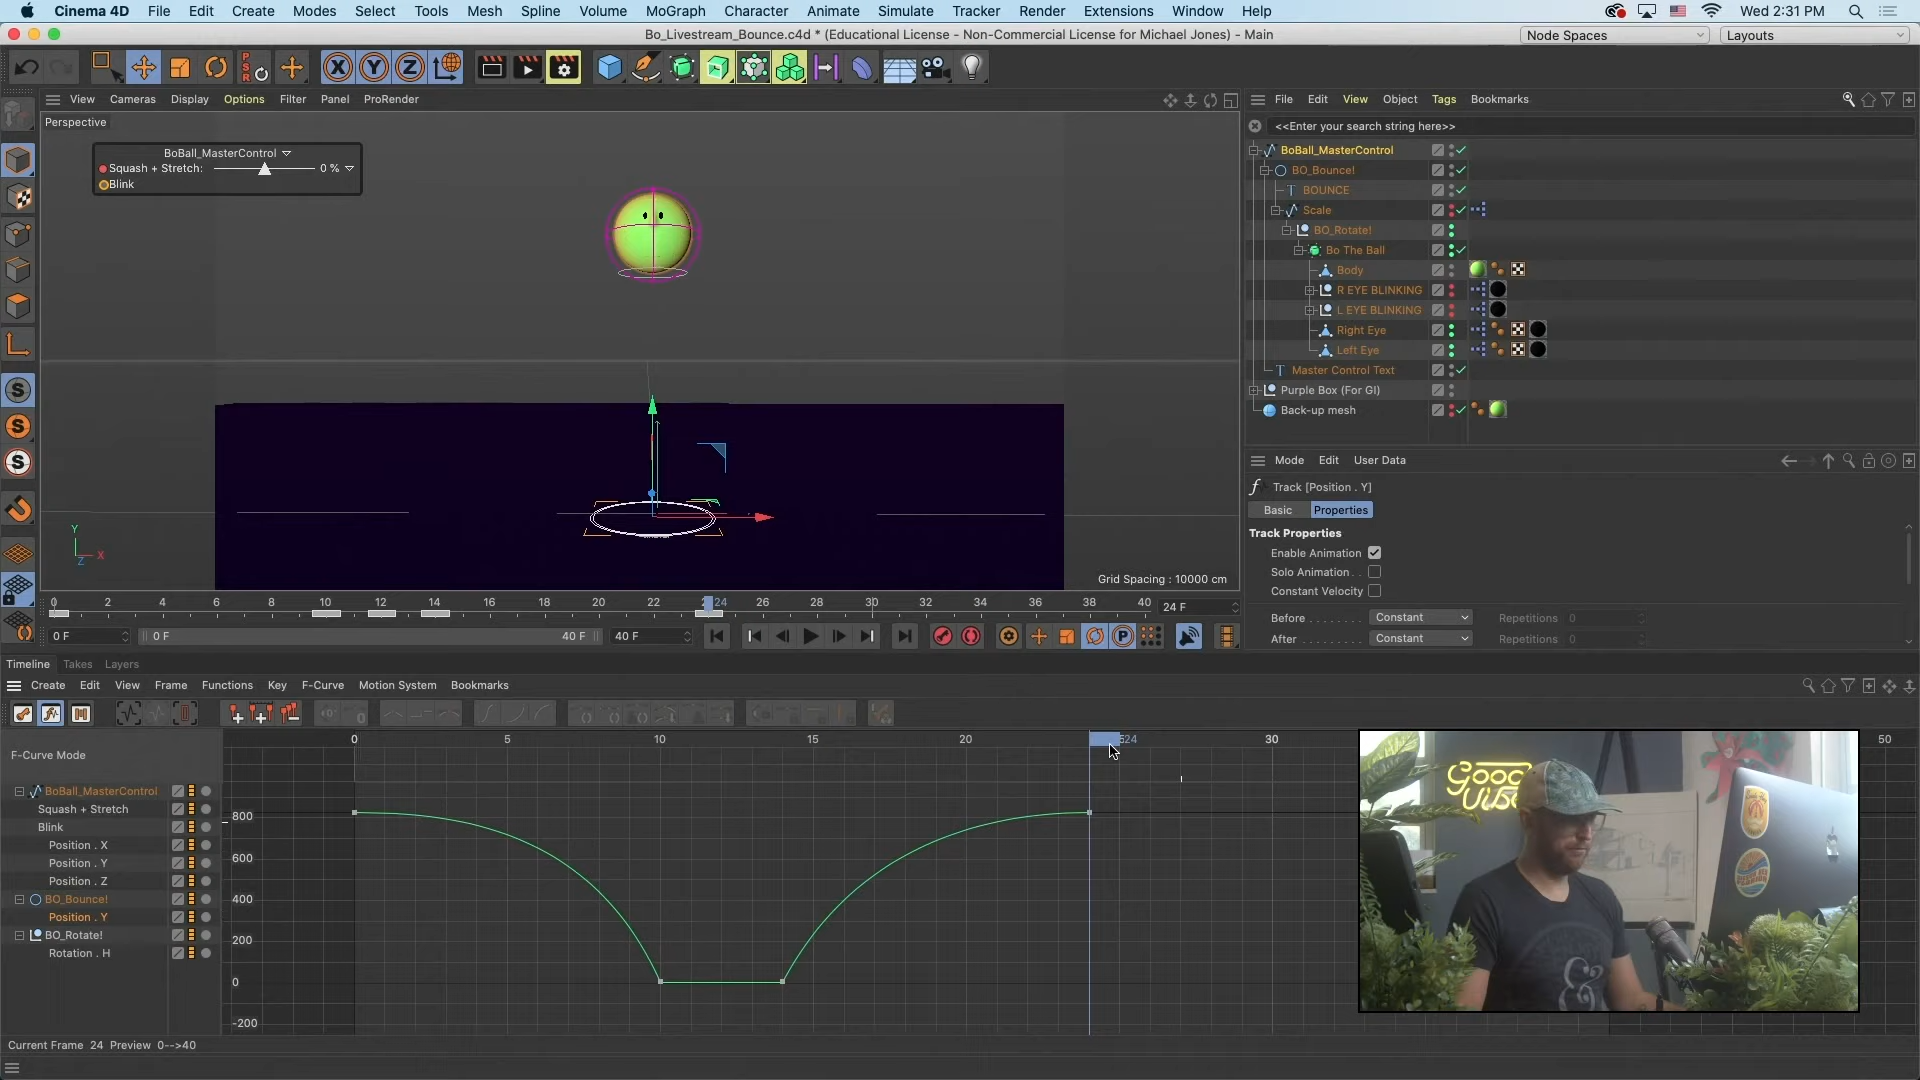 Cinema 4D File Edit Create Modes Select Tools Mesh Spline Volume MoGraph Character Animate Simulate Tracker Render Extensions Window Help Wed 2:31 PM
Bo_Livestream_Bounce.c4d * (Educational License - Non-Commercial License for Michael Jones) - Main
Node Spaces
Layouts
X Y Z
PSR
View Cameras Display Options Filter Panel ProRender
Perspective
BoBall_MasterControl
Squash + Stretch: 0 %
Blink
Y
X
Z
Grid Spacing : 10000 cm
File Edit View Object Tags Bookmarks
<<Enter your search string here>>
BoBall_MasterControl
BO_Bounce!
BOUNCE
Scale
BO_Rotate!
Bo The Ball
Body
R EYE BLINKING
L EYE BLINKING
Right Eye
Left Eye
Master Control Text
Purple Box (For GI)
Back-up mesh
Mode Edit User Data
Track [Position . Y]
Basic Properties
Track Properties
Enable Animation
Solo Animation . .
Constant Velocity
Before . . . . . . . . Constant Repetitions 0
After . . . . . . . . . Constant Repetitions 0
0 2 4 6 8 10 12 14 16 18 20 22 24 26 28 30 32 34 36 38 40 24 F
0 F 0 F 40 F 40 F
Timeline Takes Layers
Create Edit View Frame Functions Key F-Curve Motion System Bookmarks
0 5 10 15 20 24 30 50
F-Curve Mode
BoBall_MasterControl
Squash + Stretch
Blink
Position . X
Position . Y
Position . Z
BO_Bounce!
Position . Y
BO_Rotate!
Rotation . H
800
600
400
200
0
-200
Good
Vibes
Current Frame 24 Preview 0-->40